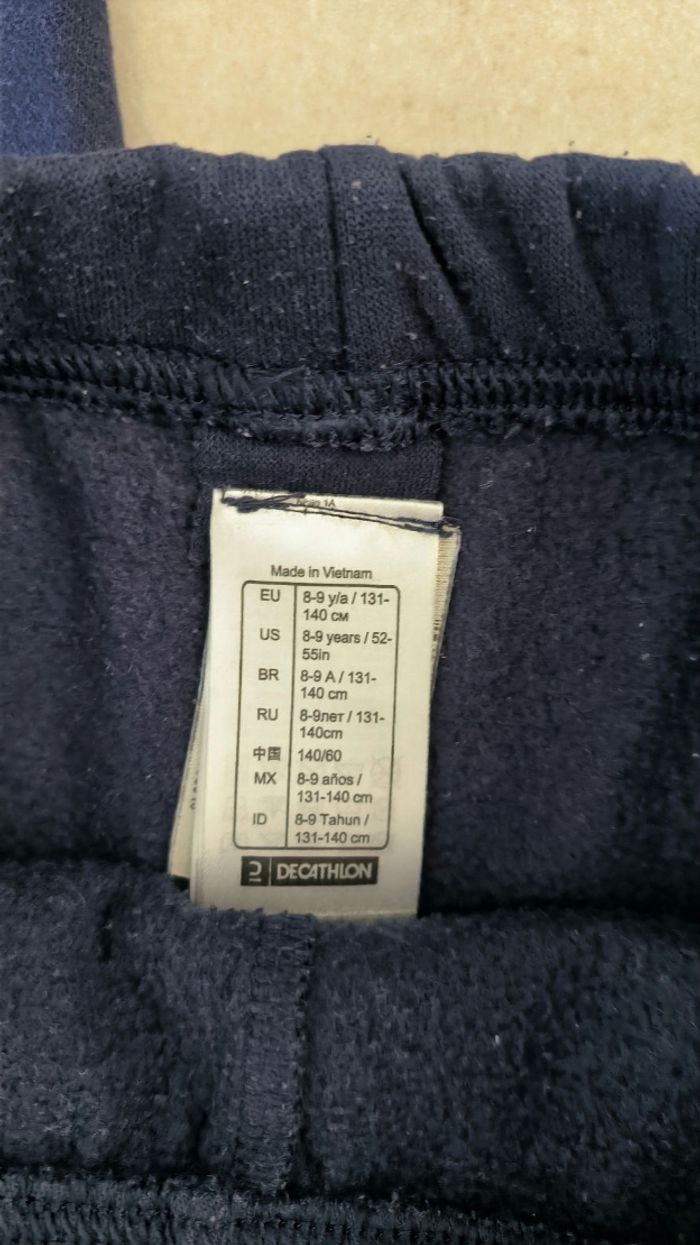 Made in Vietnam
EU 8-9 y/a / 131-
140 см
US 8-9 years / 52-
55in
BR 8-9 A / 131-
140 cm
RU 8-9лет / 131-
140cm
中国 140/60
MX 8-9 años /
131-140 cm
ID 8-9 Tahun /
131-140 cm
DECATHLON